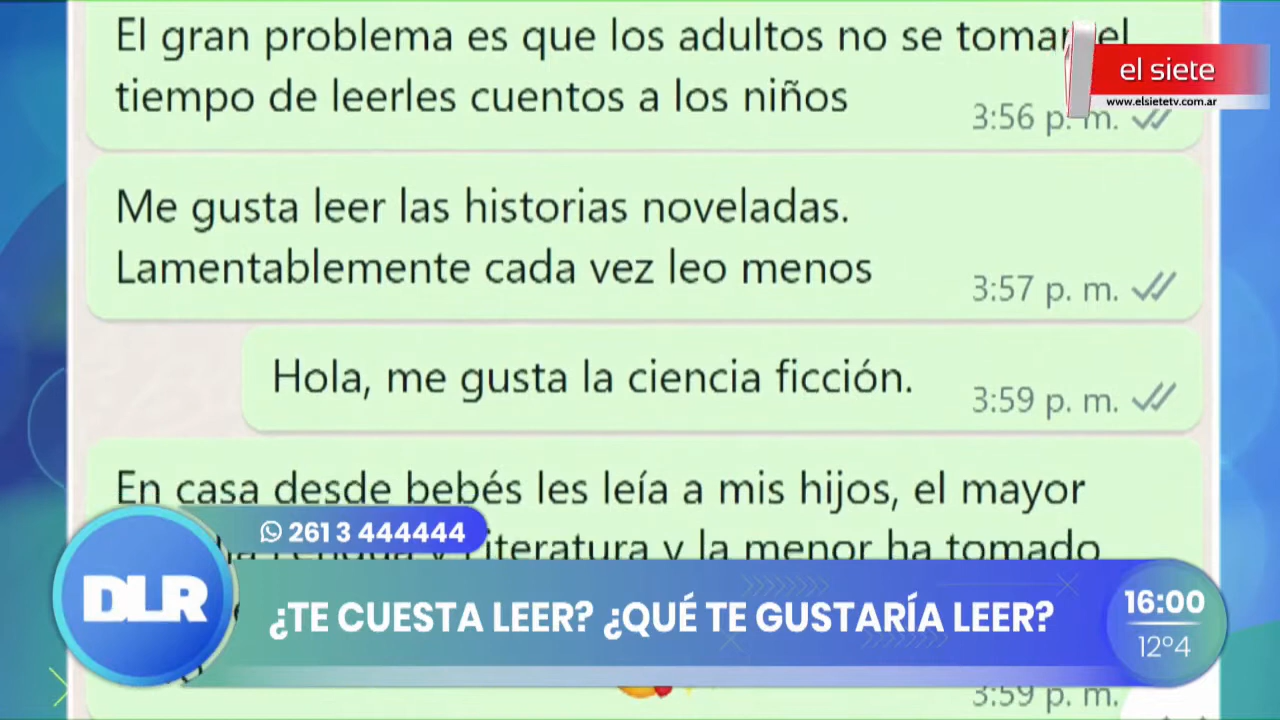 El gran problema es que los adultos no se toman el
tiempo de leerles cuentos a los niños
3:56 p. m.
el siete
www.elsietetv.com.ar
Me gusta leer las historias noveladas.
Lamentablemente cada vez leo menos
3:57 p. m.
Hola, me gusta la ciencia ficción.
3:59 p. m.
En casa desde bebés les leía a mis hijos, el mayor
literatura y la menor ha tomado
261 3 444444
DLR
¿TE CUESTA LEER? ¿QUÉ TE GUSTARÍA LEER?
16:00
12°4
3:59 p. m.